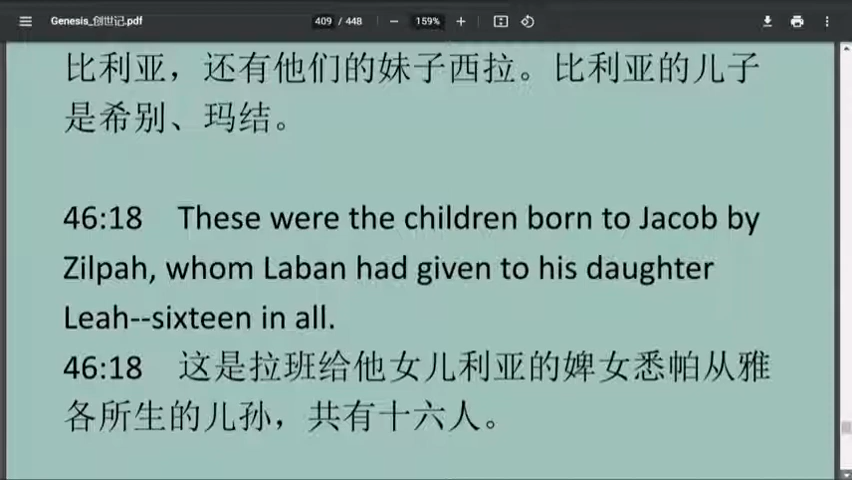 Genesis_创世记.pdf 409 / 448 159%
比利亚，还有他们的妹子西拉。比利亚的儿子
是希别、玛结。
46:18 These were the children born to Jacob by
Zilpah, whom Laban had given to his daughter
Leah--sixteen in all.
46:18 这是拉班给他女儿利亚的婢女悉帕从雅
各所生的儿孙，共有十六人。